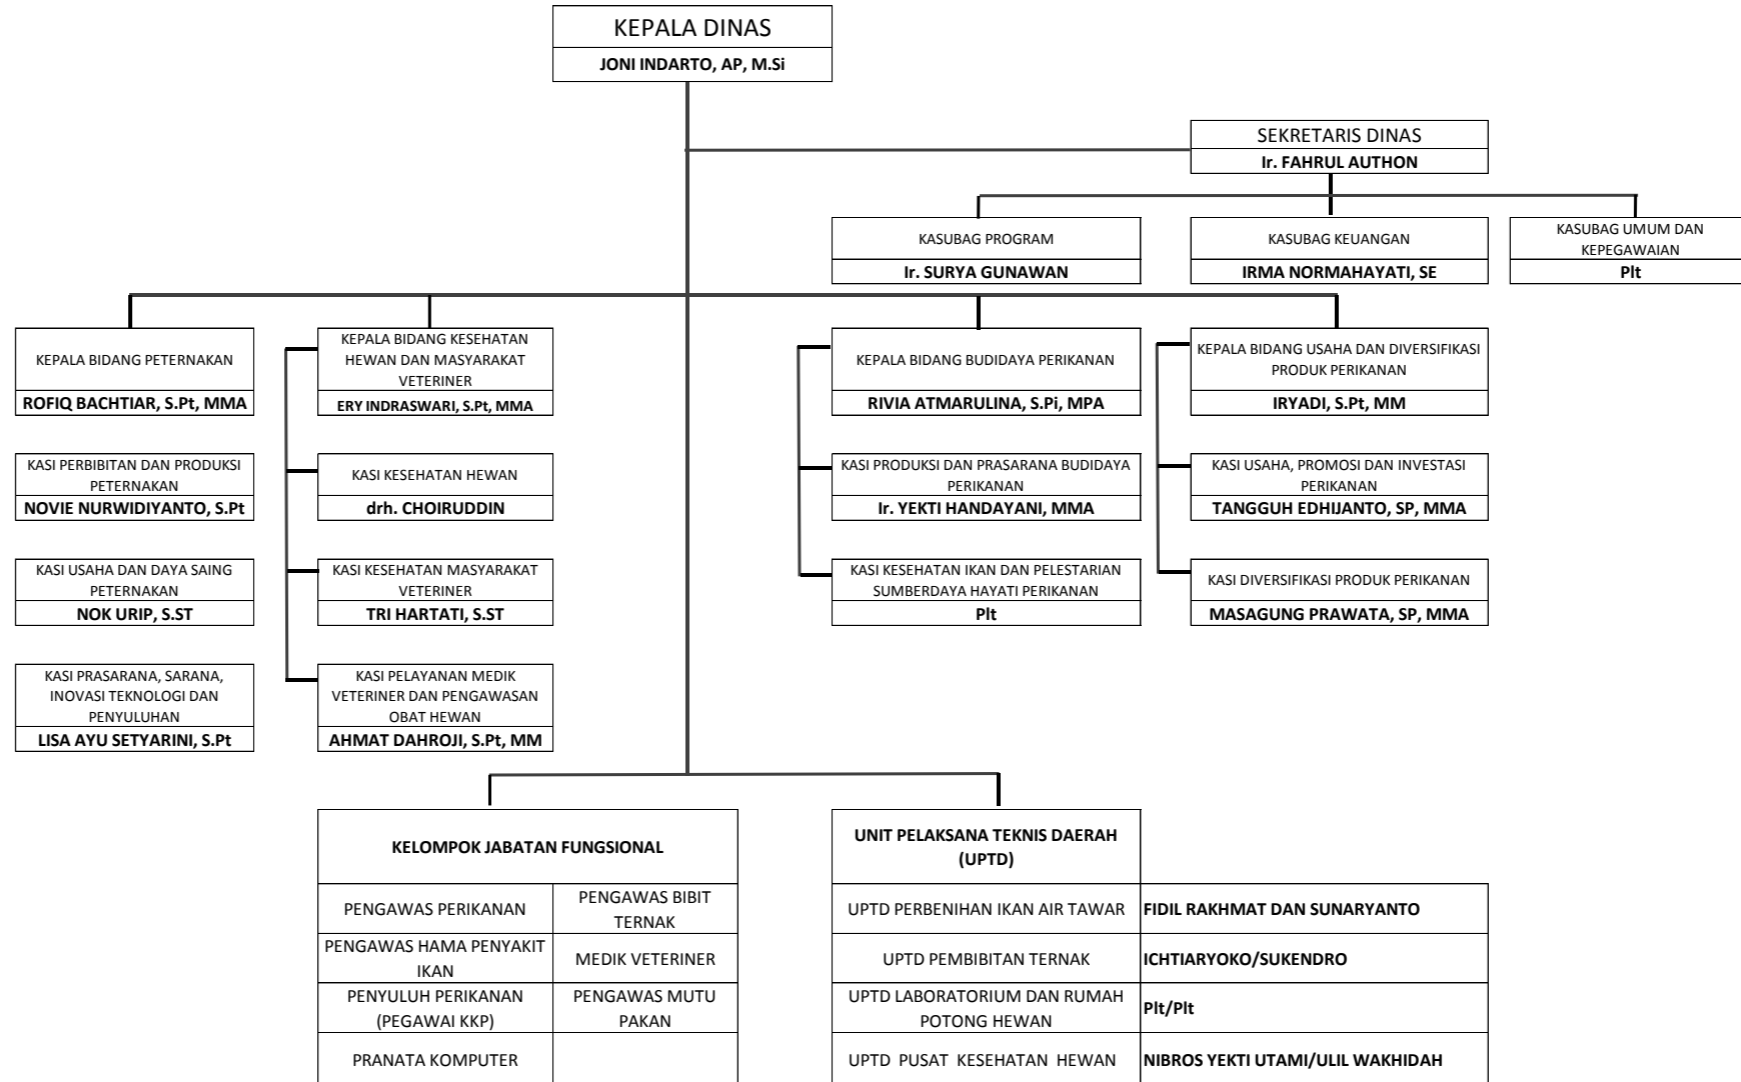 KEPALA DINAS
JONI INDARTO, AP, M.Si
SEKRETARIS DINAS
Ir. FAHRUL AUTHON
KASUBAG PROGRAM
Ir. SURYA GUNAWAN
KASUBAG KEUANGAN
IRMA NORMAHAYATI, SE
KASUBAG UMUM DAN
KEPEGAWAIAN
Plt
KEPALA BIDANG PETERNAKAN
ROFIQ BACHTIAR, S.Pt, MMA
KEPALA BIDANG KESEHATAN
HEWAN DAN MASYARAKAT
VETERINER
ERY INDRASWARI, S.Pt, MMA
KEPALA BIDANG BUDIDAYA PERIKANAN
RIVIA ATMARULINA, S.Pi, MPA
KEPALA BIDANG USAHA DAN DIVERSIFIKASI
PRODUK PERIKANAN
IRYADI, S.Pt, MM
KASI PERBIBITAN DAN PRODUKSI
PETERNAKAN
NOVIE NURWIDIYANTO, S.Pt
KASI KESEHATAN HEWAN
drh. CHOIRUDDIN
KASI PRODUKSI DAN PRASARANA BUDIDAYA
PERIKANAN
Ir. YEKTI HANDAYANI, MMA
KASI USAHA, PROMOSI DAN INVESTASI
PERIKANAN
TANGGUH EDHIJANTO, SP, MMA
KASI USAHA DAN DAYA SAING
PETERNAKAN
NOK URIP, S.ST
KASI KESEHATAN MASYARAKAT
VETERINER
TRI HARTATI, S.ST
KASI KESEHATAN IKAN DAN PELESTARIAN
SUMBERDAYA HAYATI PERIKANAN
Plt
KASI DIVERSIFIKASI PRODUK PERIKANAN
MASAGUNG PRAWATA, SP, MMA
KASI PRASARANA, SARANA,
INOVASI TEKNOLOGI DAN
PENYULUHAN
LISA AYU SETYARINI, S.Pt
KASI PELAYANAN MEDIK
VETERINER DAN PENGAWASAN
OBAT HEWAN
AHMAT DAHROJI, S.Pt, MM
KELOMPOK JABATAN FUNGSIONAL
PENGAWAS PERIKANAN
PENGAWAS BIBIT
TERNAK
PENGAWAS HAMA PENYAKIT
IKAN
MEDIK VETERINER
PENYULUH PERIKANAN
(PEGAWAI KKP)
PENGAWAS MUTU
PAKAN
PRANATA KOMPUTER
UNIT PELAKSANA TEKNIS DAERAH
(UPTD)
UPTD PERBENIHAN IKAN AIR TAWAR
FIDIL RAKHMAT DAN SUNARYANTO
UPTD PEMBIBITAN TERNAK
ICHTIARYOKO/SUKENDRO
UPTD LABORATORIUM DAN RUMAH
POTONG HEWAN
Plt/Plt
UPTD PUSAT KESEHATAN HEWAN
NIBROS YEKTI UTAMI/ULIL WAKHIDAH